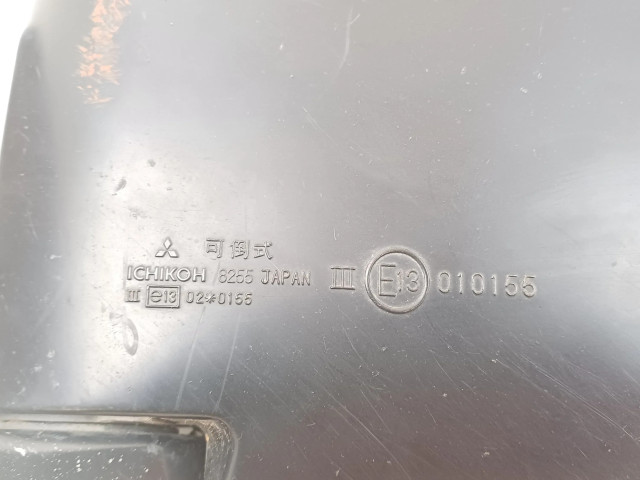 可倒式
ICHIKOH 8255 JAPAN
III e13 02*0155
III E13 010155